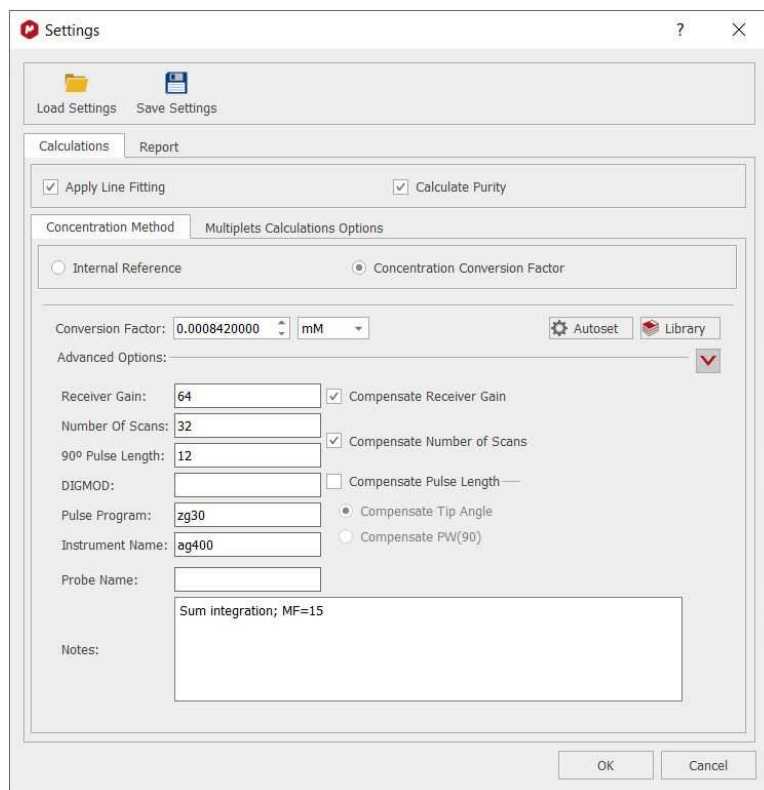 Settings
?
Load Settings Save Settings
Calculations Report
Apply Line Fitting Calculate Purity
Concentration Method Multiplets Calculations Options
Internal Reference Concentration Conversion Factor
Conversion Factor: 0.0008420000 mM Autoset Library
Advanced Options:
Receiver Gain: 64 Compensate Receiver Gain
Number Of Scans: 32
Compensate Number of Scans
90º Pulse Length: 12
DIGMOD: Compensate Pulse Length
Pulse Program: zg30 Compensate Tip Angle
Instrument Name: ag400 Compensate PW(90)
Probe Name:
Sum integration; MF=15
Notes:
OK Cancel